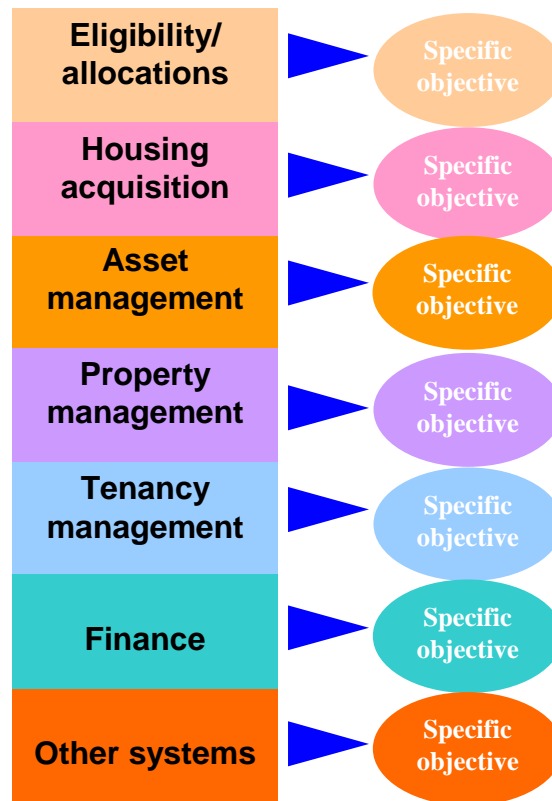 Eligibility/
allocations
Specific
objective
Housing
acquisition
Specific
objective
Asset
management
Specific
objective
Property
management
Specific
objective
Tenancy
management
Specific
objective
Finance
Specific
objective
Other systems
Specific
objective